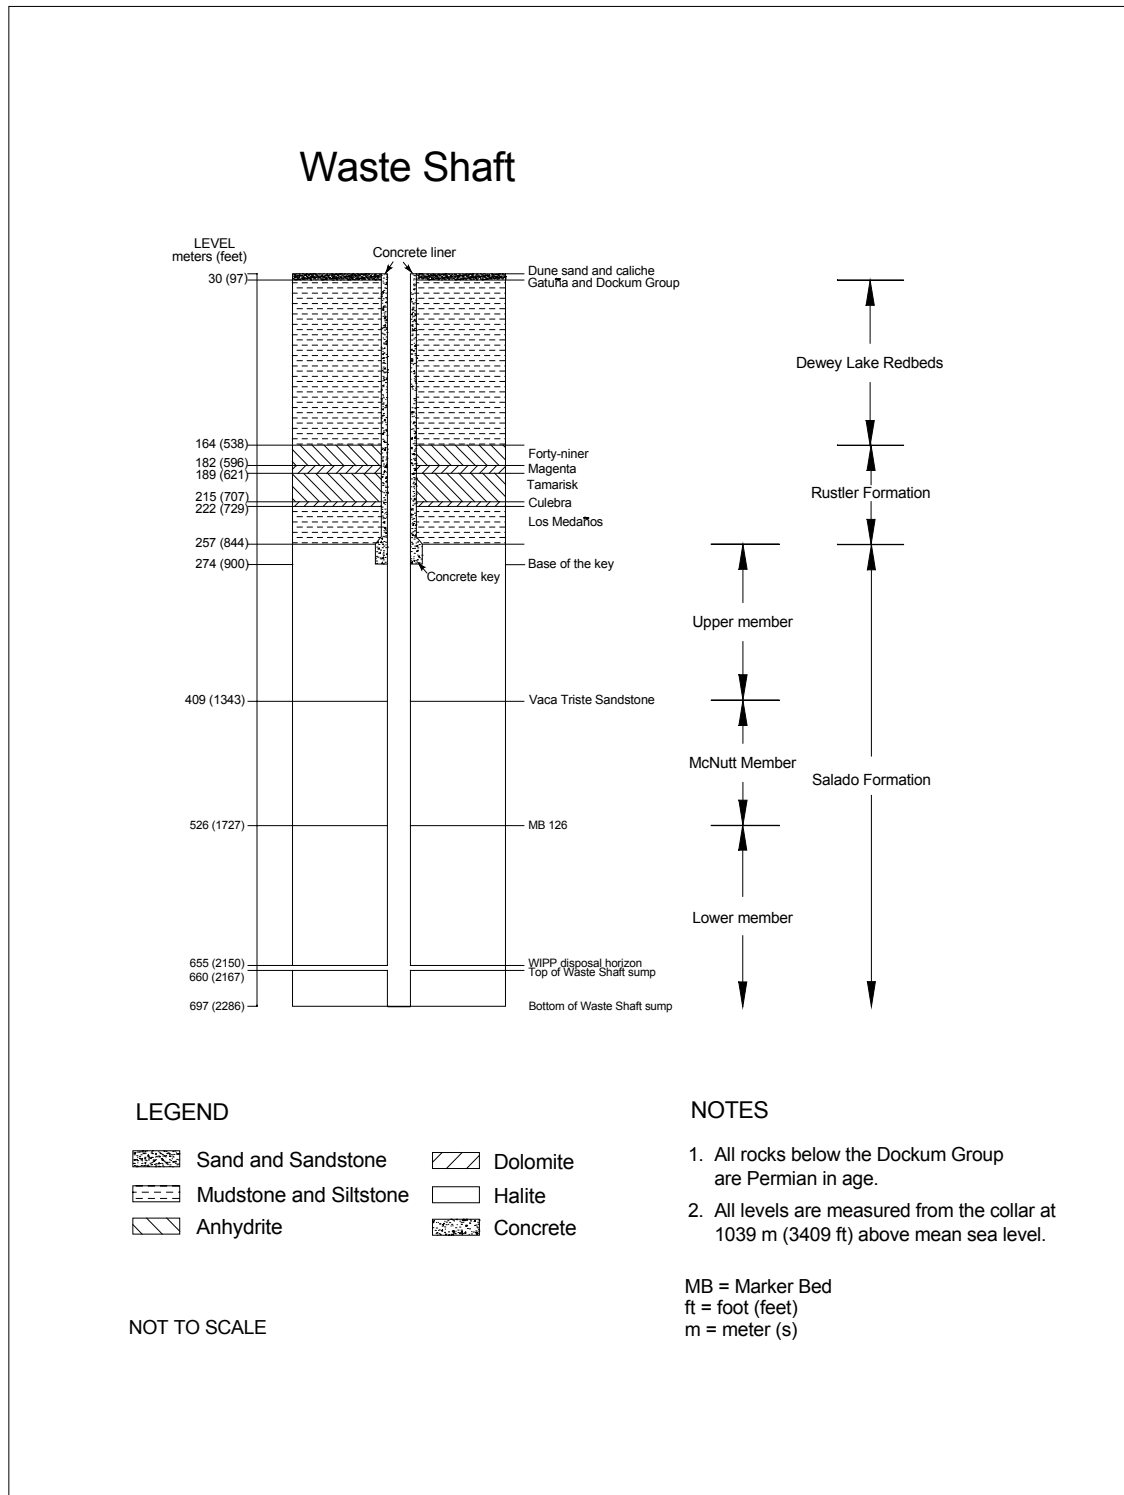 Waste Shaft
LEVEL
meters (feet)
Concrete liner
30 (97)
Dune sand and caliche
Gatuña and Dockum Group
Dewey Lake Redbeds
164 (538)
Forty-niner
182 (596)
Magenta
189 (621)
Tamarisk
Rustler Formation
215 (707)
Culebra
222 (729)
Los Medaños
257 (844)
274 (900)
Base of the key
Concrete key
Upper member
409 (1343)
Vaca Triste Sandstone
McNutt Member
Salado Formation
526 (1727)
MB 126
Lower member
655 (2150)
WIPP disposal horizon
660 (2167)
Top of Waste Shaft sump
697 (2286)
Bottom of Waste Shaft sump
LEGEND
Sand and Sandstone
Mudstone and Siltstone
Anhydrite
Dolomite
Halite
Concrete
NOT TO SCALE
NOTES
1. All rocks below the Dockum Group
are Permian in age.
2. All levels are measured from the collar at
1039 m (3409 ft) above mean sea level.
MB = Marker Bed
ft = foot (feet)
m = meter (s)